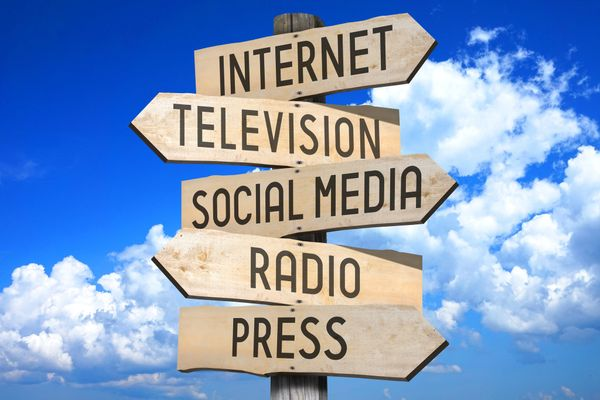 INTERNET
TELEVISION
SOCIAL MEDIA
RADIO
PRESS